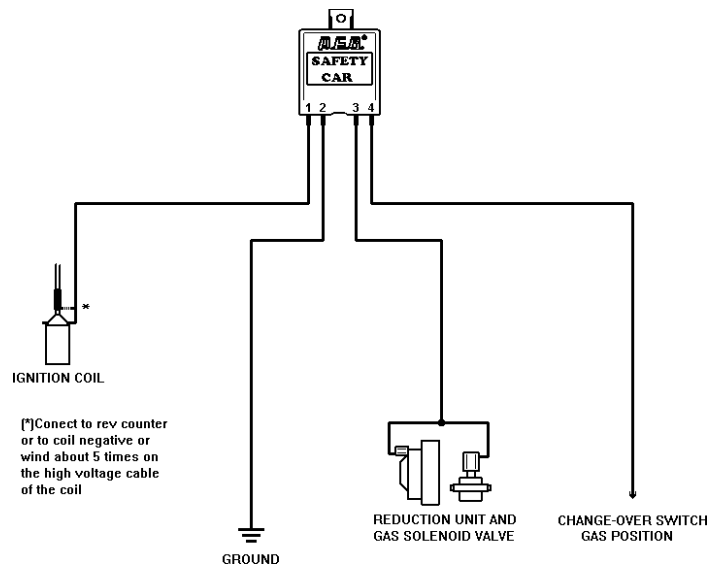 SAFETY
CAR
1 2 3 4
*
IGNITION COIL
(*)Conect to rev counter
or to coil negative or
wind about 5 times on
the high voltage cable
of the coil
REDUCTION UNIT AND
GAS SOLENOID VALVE
CHANGE-OVER SWITCH
GAS POSITION
GROUND